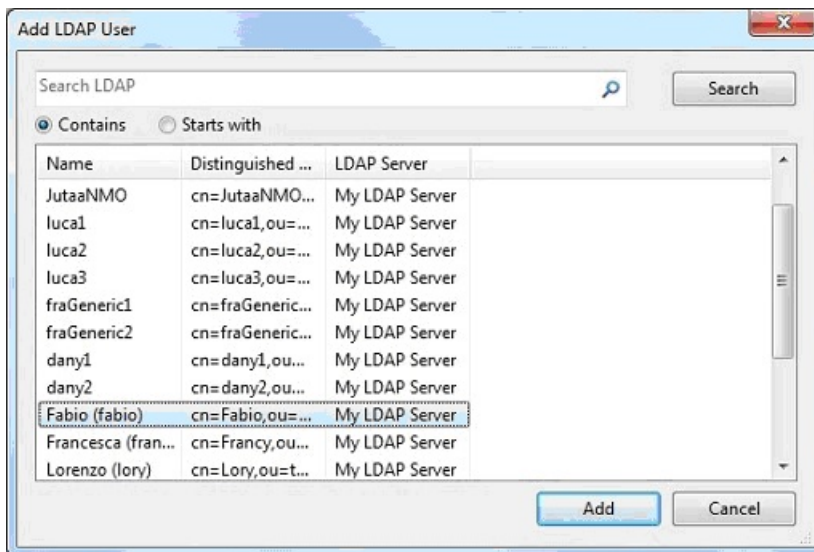 Add LDAP User
Search LDAP
Search
Contains Starts with
Name Distinguished ... LDAP Server
JutaaNMO cn=JutaaNMO... My LDAP Server
luca1 cn=luca1,ou=... My LDAP Server
luca2 cn=luca2,ou=... My LDAP Server
luca3 cn=luca3,ou=... My LDAP Server
fraGeneric1 cn=fraGeneric... My LDAP Server
fraGeneric2 cn=fraGeneric... My LDAP Server
dany1 cn=dany1,ou... My LDAP Server
dany2 cn=dany2,ou... My LDAP Server
Fabio (fabio) cn=Fabio,ou=... My LDAP Server
Francesca (fran... cn=Francy,ou... My LDAP Server
Lorenzo (lory) cn=Lory,ou=t... My LDAP Server
Add Cancel